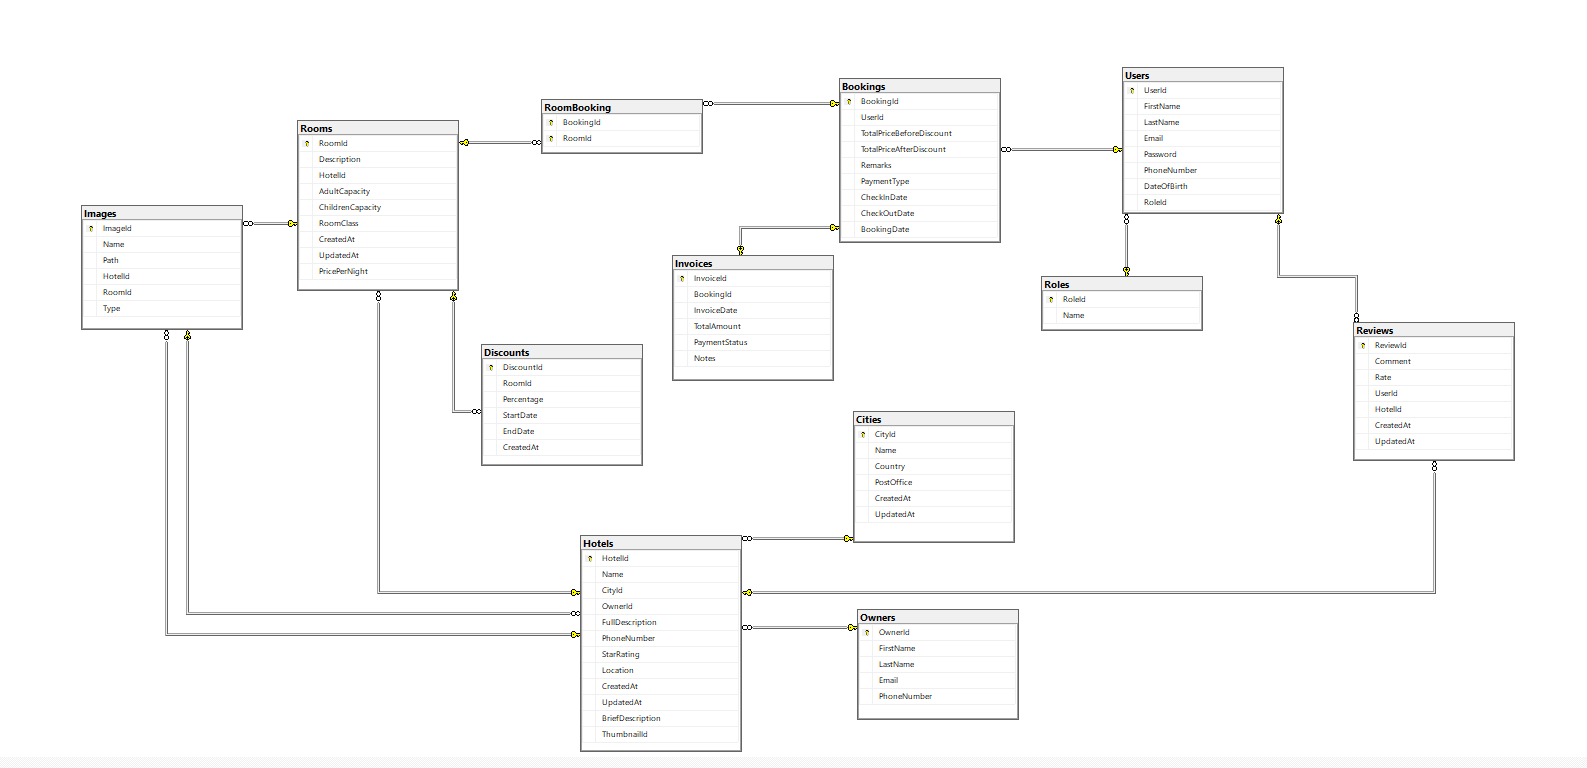 Users
UserId
FirstName
LastName
Email
Password
PhoneNumber
DateOfBirth
RoleId
Bookings
BookingId
UserId
TotalPriceBeforeDiscount
TotalPriceAfterDiscount
Remarks
PaymentType
CheckInDate
CheckOutDate
BookingDate
RoomBooking
BookingId
RoomId
Rooms
RoomId
Description
HotelId
AdultCapacity
ChildrenCapacity
RoomClass
CreatedAt
UpdatedAt
PricePerNight
Images
ImageId
Name
Path
HotelId
RoomId
Type
Invoices
InvoiceId
BookingId
InvoiceDate
TotalAmount
PaymentStatus
Notes
Roles
RoleId
Name
Reviews
ReviewId
Comment
Rate
UserId
HotelId
CreatedAt
UpdatedAt
Discounts
DiscountId
RoomId
Percentage
StartDate
EndDate
CreatedAt
Cities
CityId
Name
Country
PostOffice
CreatedAt
UpdatedAt
Hotels
HotelId
Name
CityId
OwnerId
FullDescription
PhoneNumber
StarRating
Location
CreatedAt
UpdatedAt
BriefDescription
ThumbnailId
Owners
OwnerId
FirstName
LastName
Email
PhoneNumber